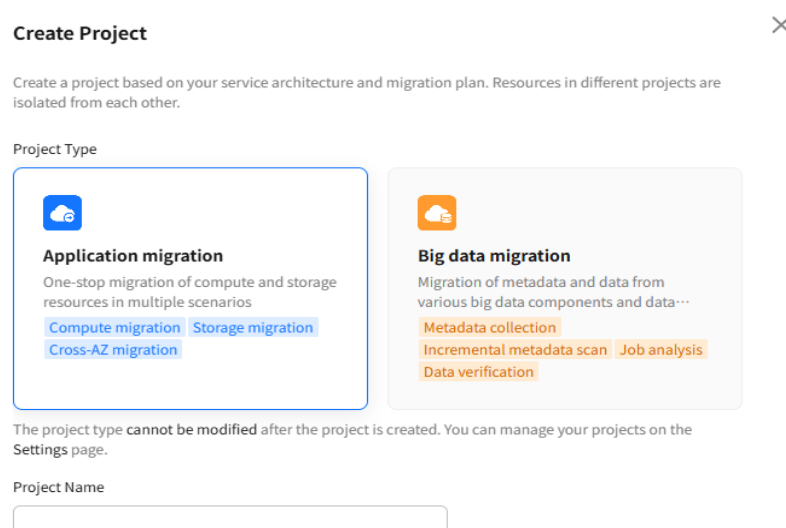 Create Project
Create a project based on your service architecture and migration plan. Resources in different projects are
isolated from each other.
Project Type
Application migration
One-stop migration of compute and storage
resources in multiple scenarios
Compute migration Storage migration
Cross-AZ migration
Big data migration
Migration of metadata and data from
various big data components and data···
Metadata collection
Incremental metadata scan Job analysis
Data verification
The project type cannot be modified after the project is created. You can manage your projects on the
Settings page.
Project Name